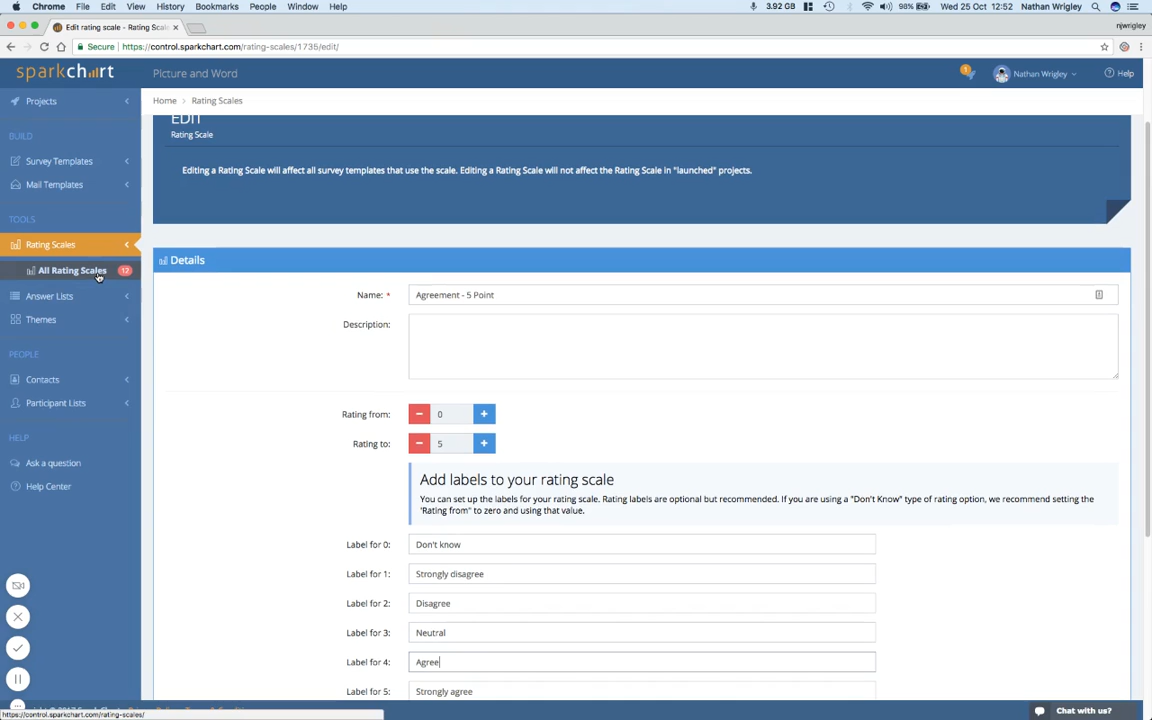 Chrome File Edit View History Bookmarks People Window Help
3.92 GB 98% Wed 25 Oct 12:52 Nathan Wrigley
Edit rating scale - Rating Scale
njwrigley
Secure https://control.sparkchart.com/rating-scales/1735/edit/
sparkchart
Picture and Word
1
Nathan Wrigley
Help
Projects
Home > Rating Scales
EDIT
Rating Scale
Editing a Rating Scale will affect all survey templates that use the scale. Editing a Rating Scale will not affect the Rating Scale in "launched" projects.
BUILD
Survey Templates
Mail Templates
TOOLS
Rating Scales
All Rating Scales 12
Answer Lists
Themes
PEOPLE
Contacts
Participant Lists
HELP
Ask a question
Help Center
Details
Name: * Agreement - 5 Point
Description:
Rating from: − 0 +
Rating to: − 5 +
Add labels to your rating scale
You can set up the labels for your rating scale. Rating labels are optional but recommended. If you are using a "Don't Know" type of rating option, we recommend setting the
'Rating from" to zero and using that value.
Label for 0: Don't know
Label for 1: Strongly disagree
Label for 2: Disagree
Label for 3: Neutral
Label for 4: Agree
Label for 5: Strongly agree
https://control.sparkchart.com/rating-scales/
Chat with us?